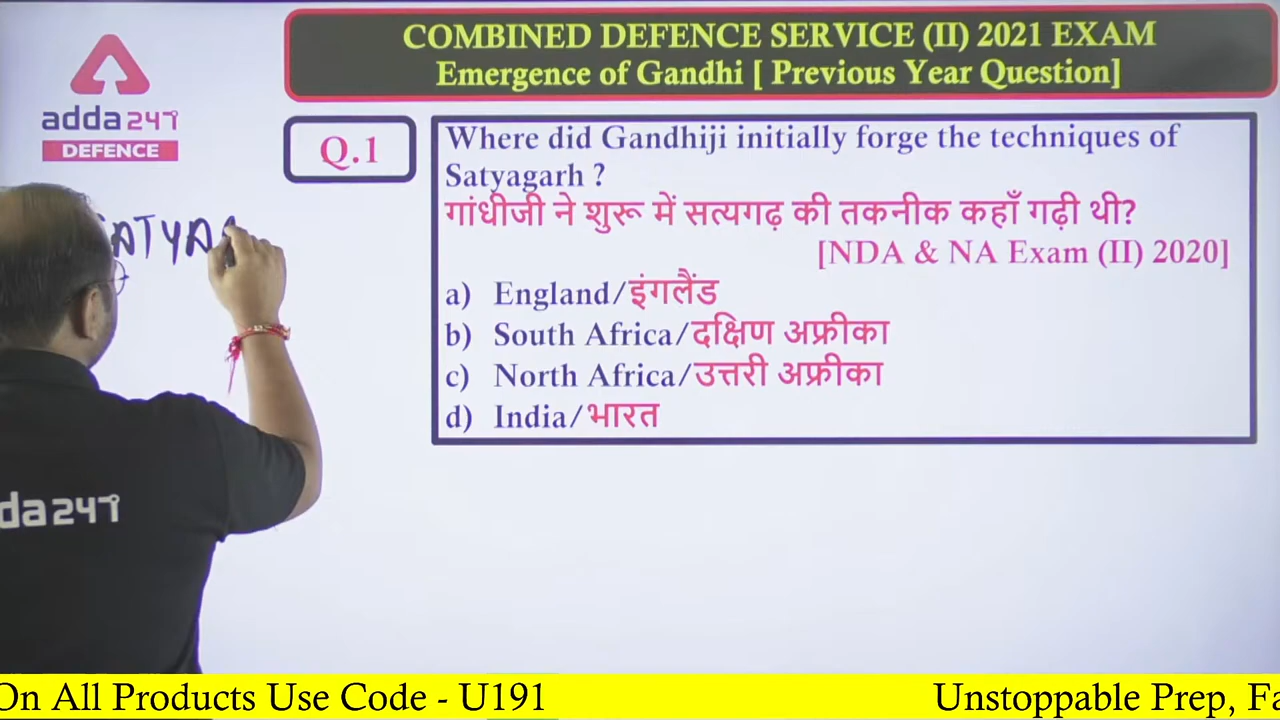 COMBINED DEFENCE SERVICE (II) 2021 EXAM
Emergence of Gandhi [ Previous Year Question]
adda247
DEFENCE
Q.1
Where did Gandhiji initially forge the techniques of
Satyagarh ?
गांधीजी ने शुरू में सत्यगढ़ की तकनीक कहाँ गढ़ी थी?
[NDA & NA Exam (II) 2020]
a) England/इंगलैंड
b) South Africa/दक्षिण अफ्रीका
c) North Africa/उत्तरी अफ्रीका
d) India/भारत
SATYA
da247
On All Products Use Code - U191
Unstoppable Prep,